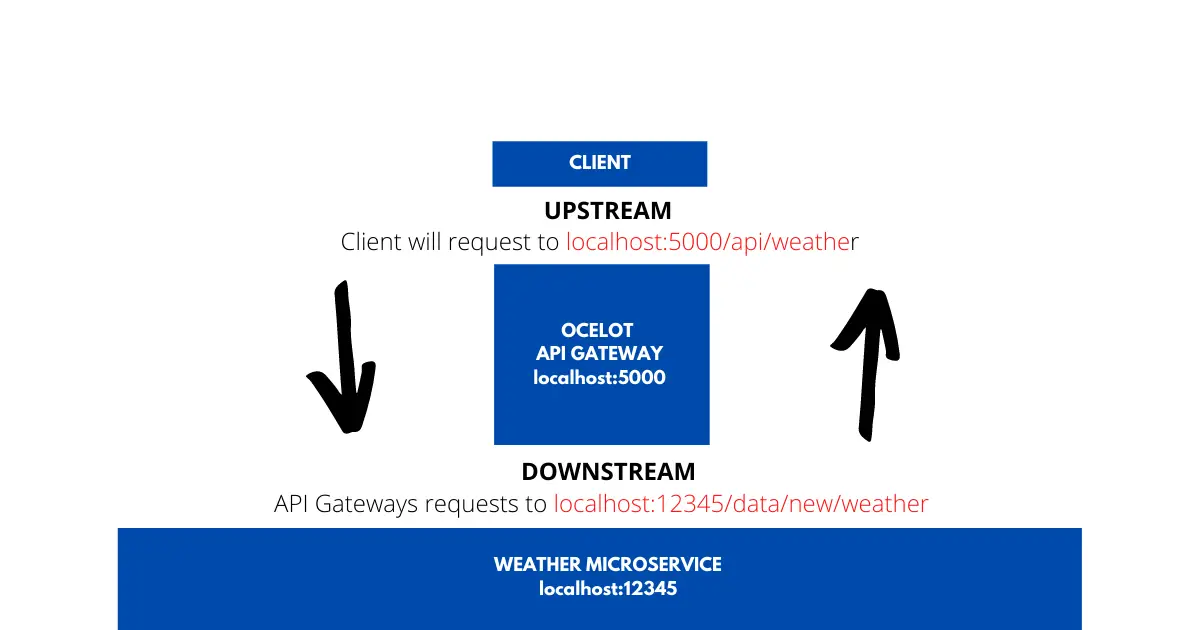 CLIENT
UPSTREAM
Client will request to localhost:5000/api/weather
OCELOT
API GATEWAY
localhost:5000
DOWNSTREAM
API Gateways requests to localhost:12345/data/new/weather
WEATHER MICROSERVICE
localhost:12345